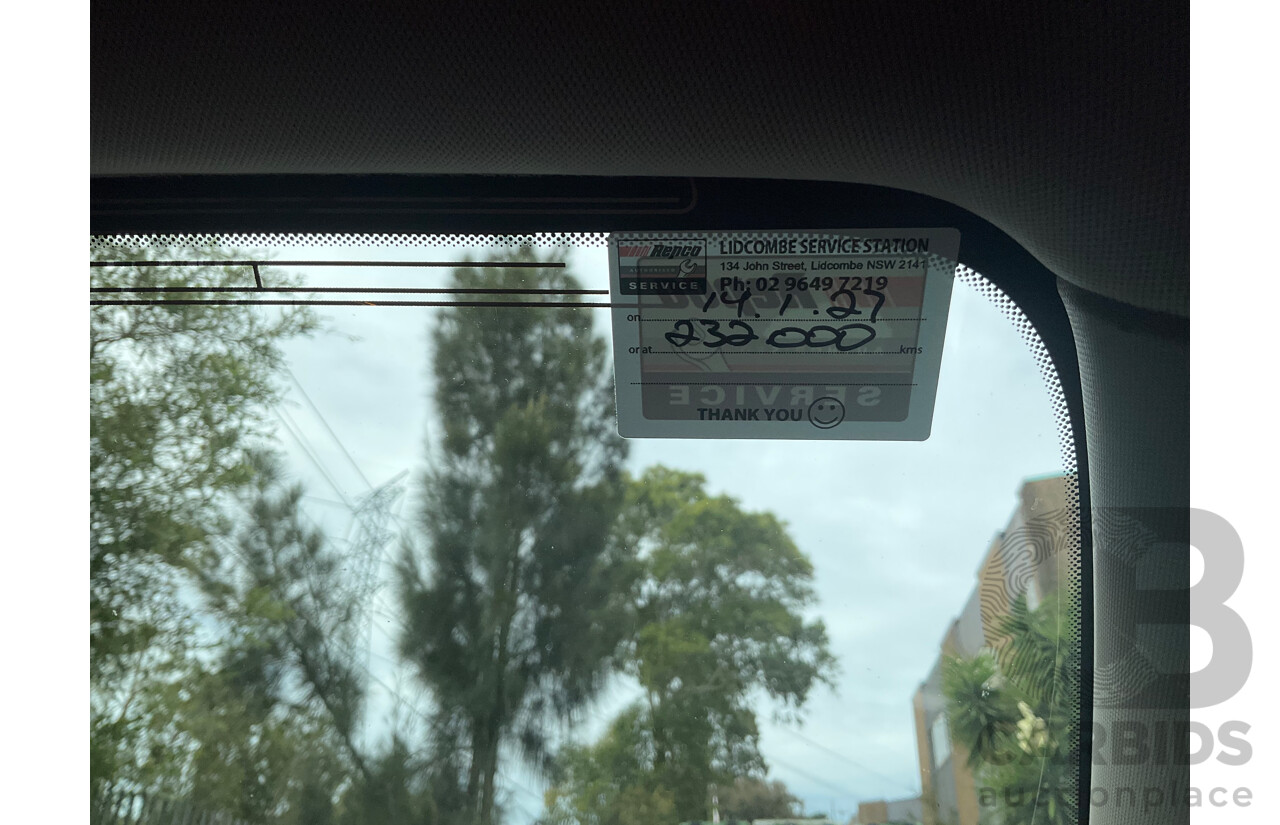 Repco
AUTHORISED
SERVICE
LIDCOMBE SERVICE STATION
134 John Street, Lidcombe NSW 2141
Ph: 02 9649 7219
on 14.1.27
or at 232 000 kms
SERVICE
THANK YOU
CARBIDS
auctionplace